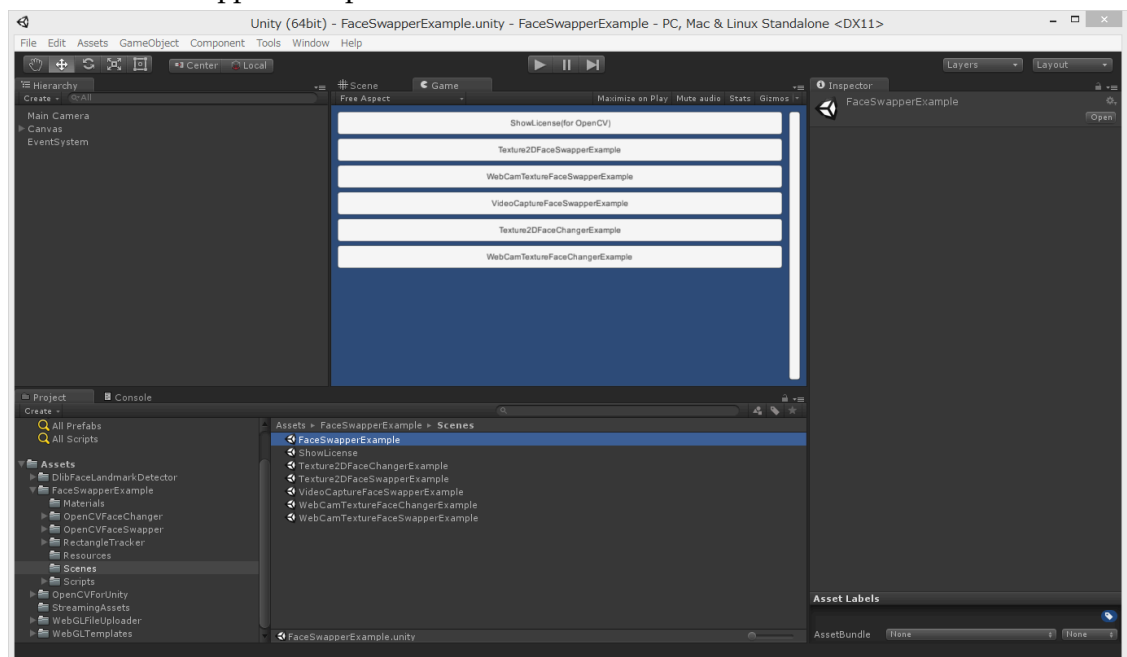 Unity (64bit) - FaceSwapperExample.unity - FaceSwapperExample - PC, Mac & Linux Standalone <DX11>
File Edit Assets GameObject Component Tools Window Help
Center Local Layers Layout
Hierarchy
Create All
Main Camera
Canvas
EventSystem
Scene Game
Free Aspect Maximize on Play Mute audio Stats Gizmos
ShowLicense(for OpenCV)
Texture2DFaceSwapperExample
WebCamTextureFaceSwapperExample
VideoCaptureFaceSwapperExample
Texture2DFaceChangerExample
WebCamTextureFaceChangerExample
Inspector
FaceSwapperExample
Open
Project Console
Create
All Prefabs
All Scripts
Assets
DlibFaceLandmarkDetector
FaceSwapperExample
Materials
OpenCVFaceChanger
OpenCVFaceSwapper
RectangleTracker
Resources
Scenes
Scripts
OpenCVForUnity
StreamingAssets
WebGLFileUploader
WebGLTemplates
Assets ▸ FaceSwapperExample ▸ Scenes
FaceSwapperExample
ShowLicense
Texture2DFaceChangerExample
Texture2DFaceSwapperExample
VideoCaptureFaceSwapperExample
WebCamTextureFaceChangerExample
WebCamTextureFaceSwapperExample
FaceSwapperExample.unity
Asset Labels
AssetBundle None None